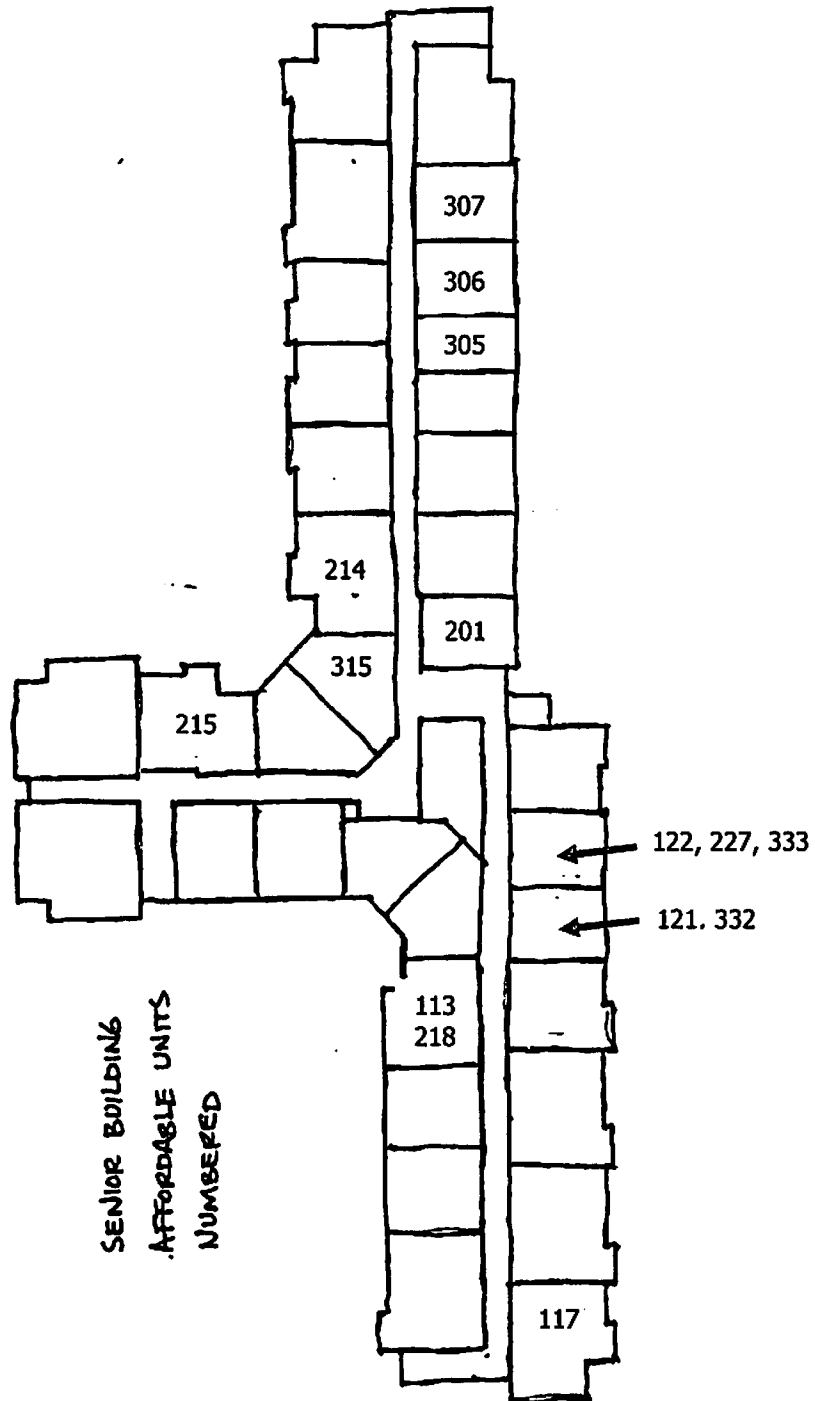 307
306
305
214
201
315
215
122, 227, 333
121. 332
113
218
117
SENIOR BUILDING
AFFORDABLE UNITS
NUMBERED